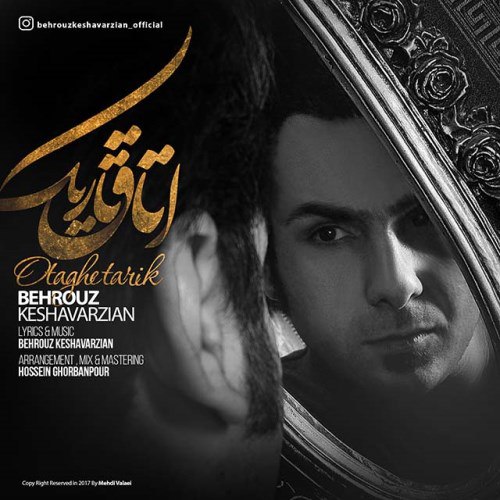 behrouzkeshavarzian_official
اتاق تاریک
Otaghe tarik
BEHROUZ
KESHAVARZIAN
LYRICS & MUSIC
BEHROUZ KESHAVARZIAN
ARRANGEMENT , MIX & MASTERING
HOSSEIN GHORBANPOUR
Copy Right Reserved in 2017 By Mehdi Valaei